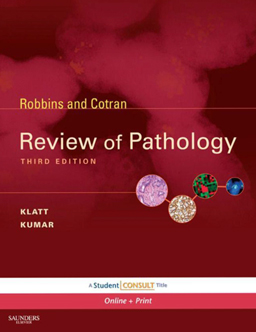 Robbins and Cotran
Review of Pathology
THIRD EDITION
KLATT
KUMAR
A Student CONSULT Title
Online + Print
SAUNDERS
ELSEVIER